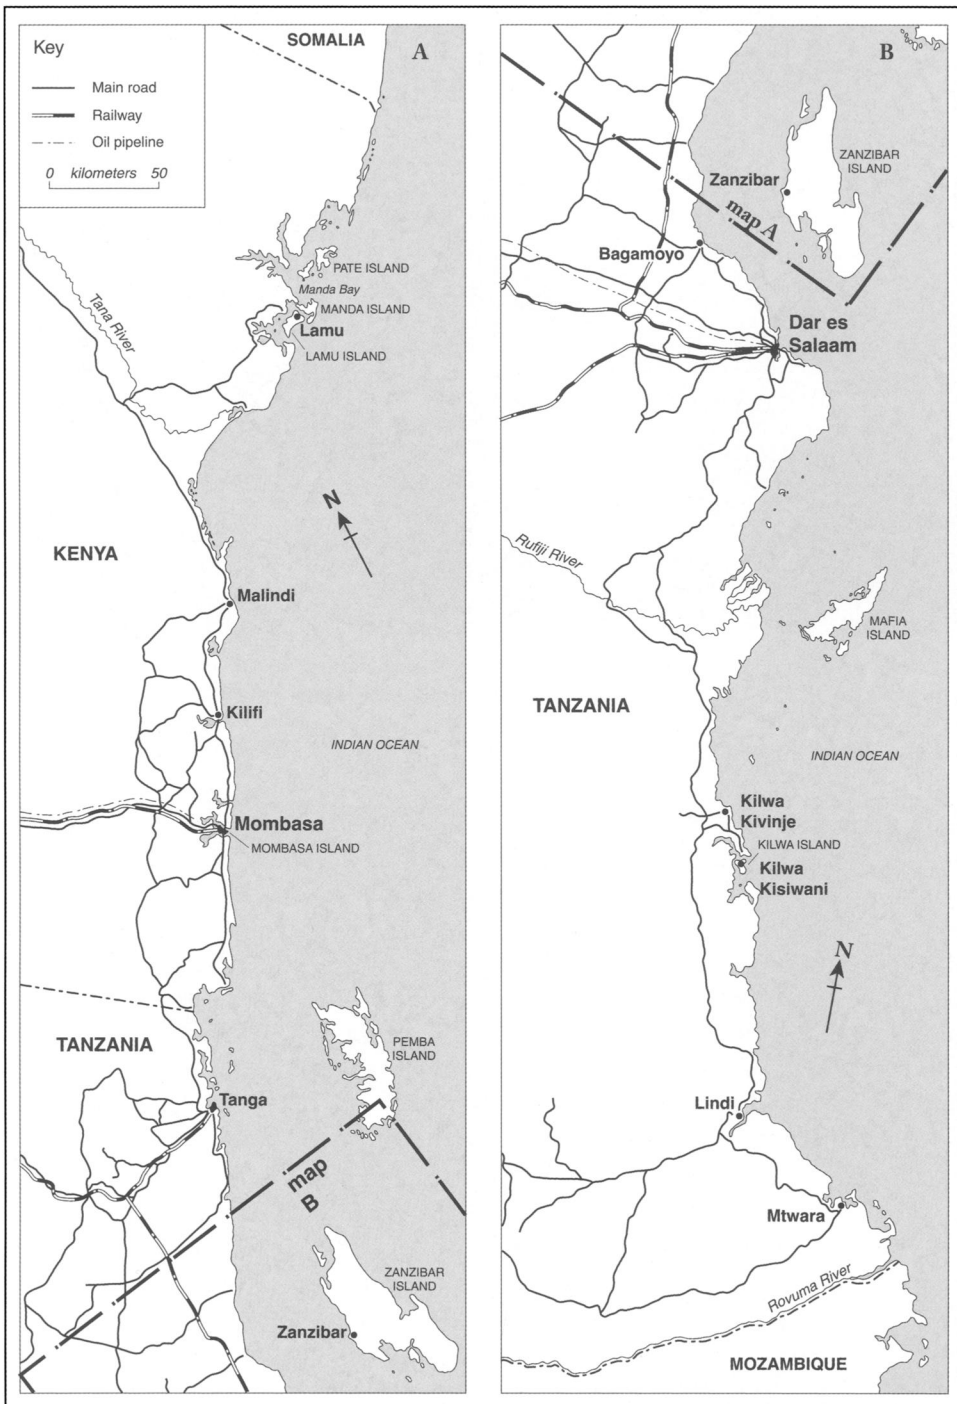 Key
Main road
Railway
Oil pipeline
0 kilometers 50
SOMALIA
A
PATE ISLAND
Manda Bay
MANDA ISLAND
Lamu
LAMU ISLAND
Tana River
N
KENYA
Malindi
Kilifi
INDIAN OCEAN
Mombasa
MOMBASA ISLAND
TANZANIA
PEMBA
ISLAND
Tanga
map
B
ZANZIBAR
ISLAND
Zanzibar
B
ZANZIBAR
ISLAND
Zanzibar
map A
Bagamoyo
Dar es
Salaam
Rufiji River
MAFIA
ISLAND
TANZANIA
INDIAN OCEAN
Kilwa
Kivinje
KILWA ISLAND
Kilwa
Kisiwani
N
Lindi
Mtwara
Rovuma River
MOZAMBIQUE